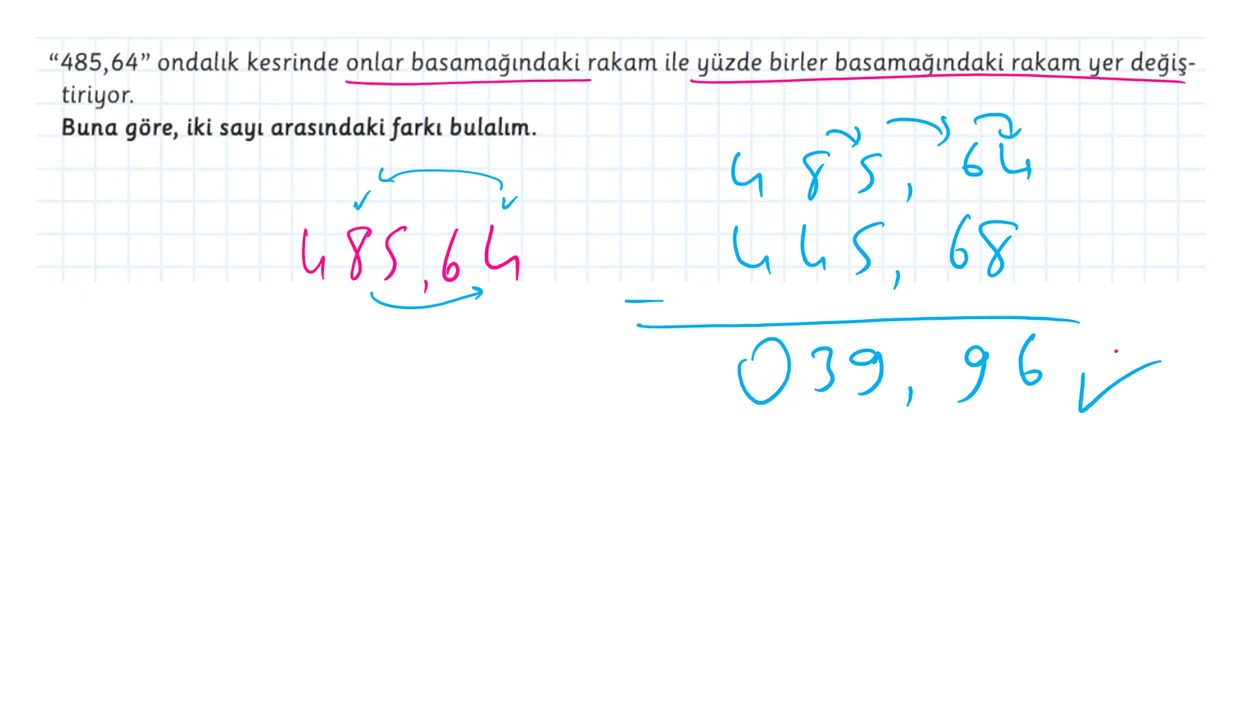 “485,64” ondalık kesrinde onlar basamağındaki rakam ile yüzde birler basamağındaki rakam yer değiş-
tiriyor.
Buna göre, iki sayı arasındaki farkı bulalım.
485,64
485,64
445,68
−
039,96